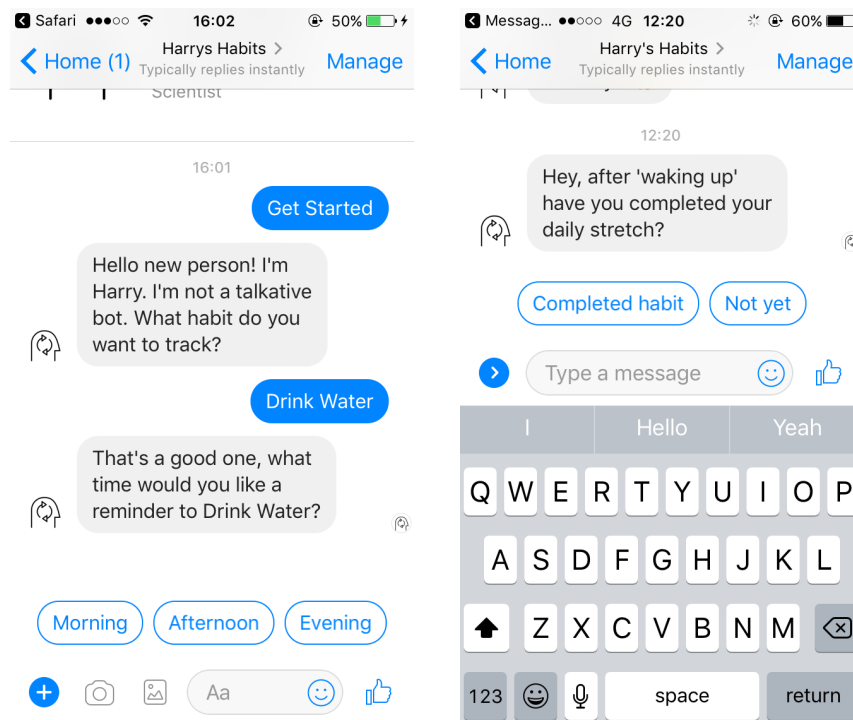 Safari 16:02 50%
Home (1) Harrys Habits Manage
Typically replies instantly
Scientist
16:01
Get Started
Hello new person! I'm
Harry. I'm not a talkative
bot. What habit do you
want to track?
Drink Water
That's a good one, what
time would you like a
reminder to Drink Water?
Morning Afternoon Evening
Aa
Messag... 4G 12:20 60%
Home Harry's Habits Manage
Typically replies instantly
12:20
Hey, after 'waking up'
have you completed your
daily stretch?
Completed habit Not yet
Type a message
I Hello Yeah
Q W E R T Y U I O P
A S D F G H J K L
Z X C V B N M
123 space return